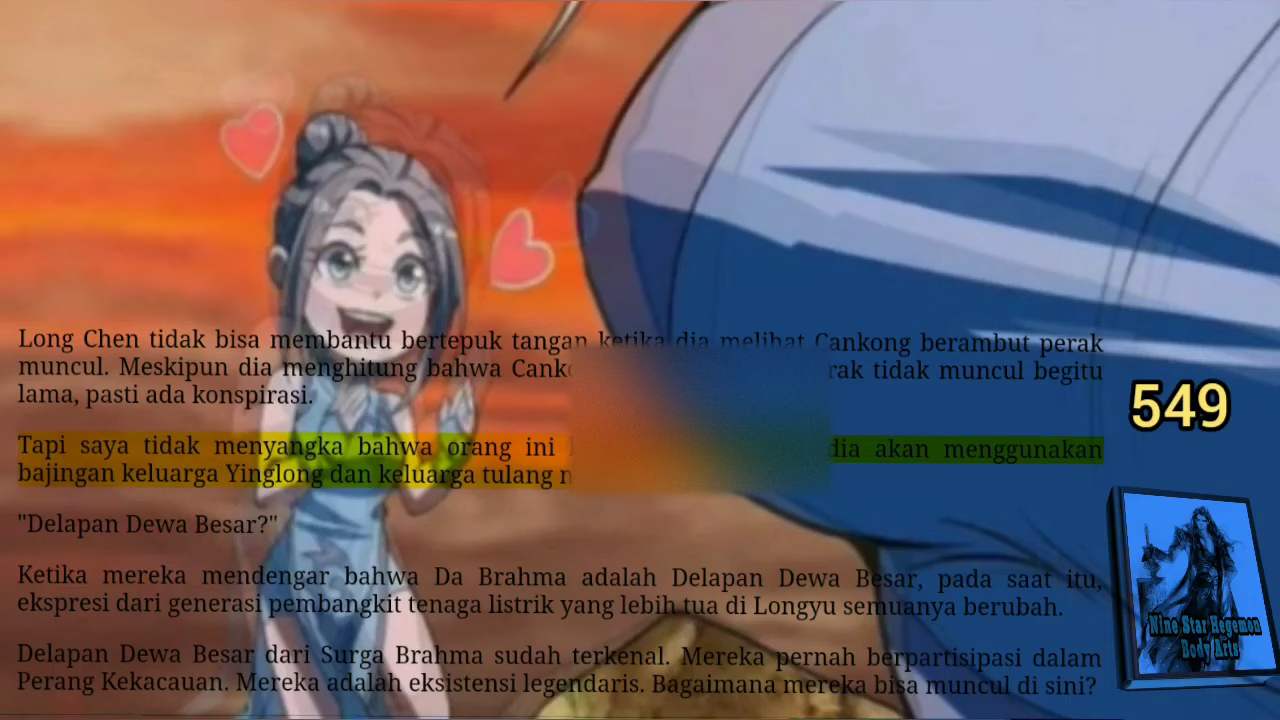 Long Chen tidak bisa membantu bertepuk tangan ketika dia melihat Cankong berambut perak
muncul. Meskipun dia menghitung bahwa tidak muncul begitu
lama, pasti ada konspirasi.
Tapi saya tidak menyangka bahwa orang ini dia akan menggunakan
bajingan keluarga Yinglong dan keluarga tulang
"Delapan Dewa Besar?"
Ketika mereka mendengar bahwa Da Brahma adalah Delapan Dewa Besar, pada saat itu,
ekspresi dari generasi pembangkit tenaga listrik yang lebih tua di Longyu semuanya berubah.
Delapan Dewa Besar dari Surga Brahma sudah terkenal. Mereka pernah berpartisipasi dalam
Perang Kekacauan. Mereka adalah eksistensi legendaris. Bagaimana mereka bisa muncul di sini?
549
Nine Star Hegemon
Body Arts